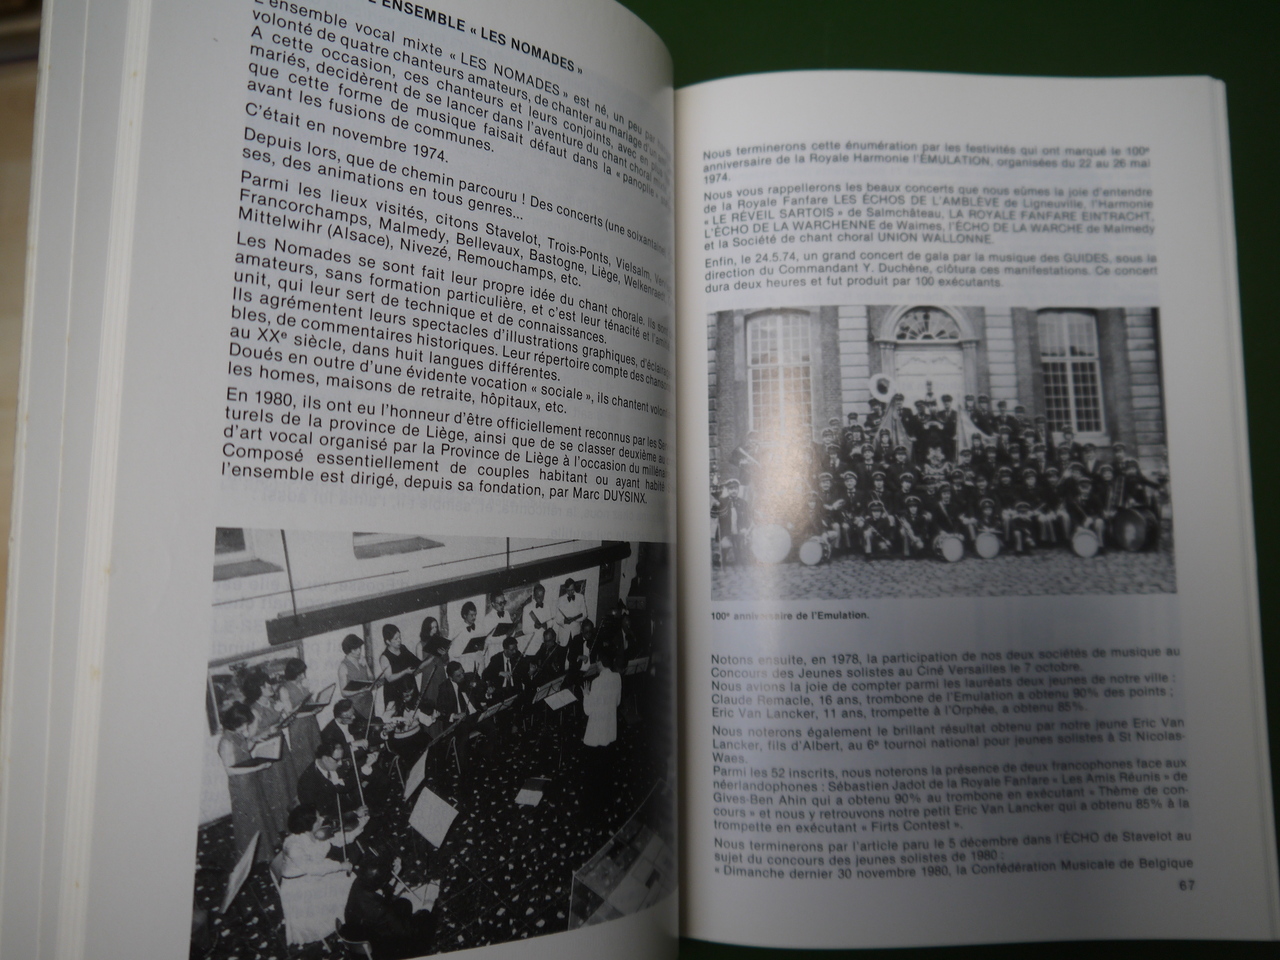 L'ENSEMBLE « LES NOMADES »
L'ensemble vocal mixte « LES NOMADES » est né, un peu par
volonté de quatre chanteurs amateurs, de chanter au mariage d'un
A cette occasion, ces chanteurs et leurs conjoints, avec en plus
mariés, decidèrent de se lancer dans l'aventure du chant choral
que cette forme de musique faisait défaut dans la « panoplie »
avant les fusions de communes.
C'était en novembre 1974.
Depuis lors, que de chemin parcouru ! Des concerts (une soixantaine
ses, des animations en tous genres...
Parmi les lieux visités, citons Stavelot, Trois-Ponts, Vielsalm,
Francorchamps, Malmedy, Bellevaux, Bastogne, Liège, Welkenraedt
Mittelwihr (Alsace), Nivezé, Remouchamps, etc.
Les Nomades se sont fait leur propre idée du chant chorale. Ils sont
amateurs, sans formation particulière, et c'est leur ténacité et l'amitié
unit, qui leur sert de technique et de connaissances.
Ils agrémentent leurs spectacles d'illustrations graphiques, d'éclairages
bles, de commentaires historiques. Leur répertoire compte des chansons
au XXe siècle, dans huit langues différentes.
Doués en outre d'une évidente vocation « sociale », ils chantent
les homes, maisons de retraite, hôpitaux, etc.
En 1980, ils ont eu l'honneur d'être officiellement reconnus par les
turels de la province de Liège, ainsi que de se classer deuxième au
d'art vocal organisé par la Province de Liège à l'occasion du
Composé essentiellement de couples habitant ou ayant habité
l'ensemble est dirigé, depuis sa fondation, par Marc DUYSINX.
Nous terminerons cette énumération par les festivités qui ont marqué le 100e
anniversaire de la Royale Harmonie l'ÉMULATION, organisées du 22 au 26 mai
1974.
Nous vous rappellerons les beaux concerts que nous eûmes la joie d'entendre
de la Royale Fanfare LES ÉCHOS DE L'AMBLÈVE de Ligneuville, l'Harmonie
« LE RÉVEIL SARTOIS » de Salmchâteau, LA ROYALE FANFARE EINTRACHT,
L'ÉCHO DE LA WARCHENNE de Waimes, l'ÉCHO DE LA WARCHE de Malmedy
et la Société de chant choral UNION WALLONNE.
Enfin, le 24.5.74, un grand concert de gala par la musique des GUIDES, sous la
direction du Commandant Y. Duchêne, clôtura ces manifestations. Ce concert
dura deux heures et fut produit par 100 exécutants.
100e anniversaire de l'Emulation.
Notons ensuite, en 1978, la participation de nos deux sociétés de musique au
Concours des Jeunes solistes au Ciné Versailles le 7 octobre.
Nous avions la joie de compter parmi les lauréats deux jeunes de notre ville :
Claude Remacle, 16 ans, trombone de l'Emulation a obtenu 90% des points ;
Eric Van Lancker, 11 ans, trompette à l'Orphée, a obtenu 85%.
Nous noterons également le brillant résultat obtenu par notre jeune Eric Van
Lancker, fils d'Albert, au 6e tournoi national pour jeunes solistes à St Nicolas-
Waes.
Parmi les 52 inscrits, nous noterons la présence de deux francophones face aux
néerlandophones : Sébastien Jadot de la Royale Fanfare « Les Amis Réunis » de
Gives-Ben Ahin qui a obtenu 90% au trombone en exécutant « Thème de con-
cours » et nous y retrouvons notre petit Eric Van Lancker qui a obtenu 85% à la
trompette en exécutant « Firts Contest ».
Nous terminerons par l'article paru le 5 décembre dans l'ÉCHO de Stavelot au
sujet du concours des jeunes solistes de 1980 :
« Dimanche dernier 30 novembre 1980, la Confédération Musicale de Belgique
67